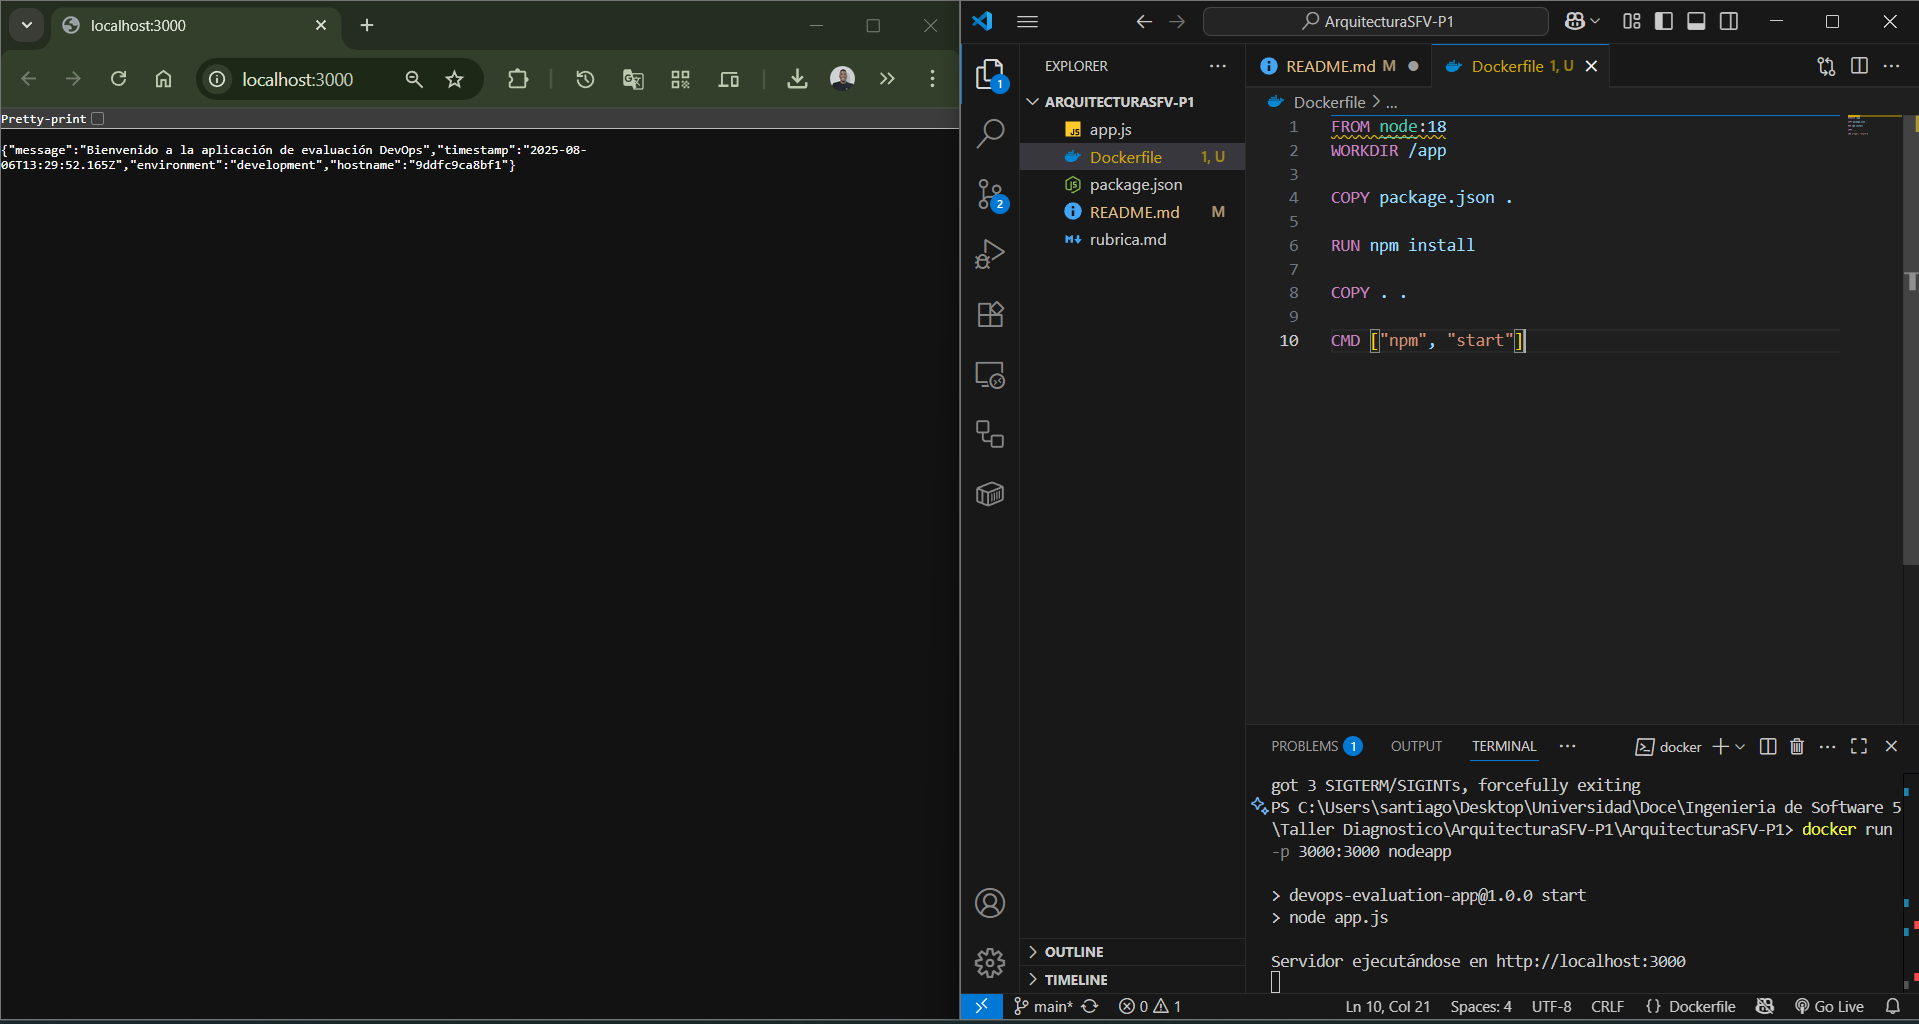 localhost:3000
localhost:3000
Pretty-print
{"message":"Bienvenido a la aplicación de evaluación DevOps","timestamp":"2025-08-
06T13:29:52.165Z","environment":"development","hostname":"9ddfc9ca8bf1"}
ArquitecturaSFV-P1
EXPLORER
ARQUITECTURASFV-P1
app.js
Dockerfile 1, U
package.json
README.md M
rubrica.md
OUTLINE
TIMELINE
1
2
README.md M
Dockerfile 1, U
Dockerfile > ...
1 FROM node:18
2 WORKDIR /app
3
4 COPY package.json .
5
6 RUN npm install
7
8 COPY . .
9
10 CMD ["npm", "start"]
PROBLEMS 1 OUTPUT TERMINAL
docker
got 3 SIGTERM/SIGINTs, forcefully exiting
PS C:\Users\santiago\Desktop\Universidad\Doce\Ingenieria de Software 5
\Taller Diagnostico\ArquitecturaSFV-P1\ArquitecturaSFV-P1> docker run
-p 3000:3000 nodeapp
> devops-evaluation-app@1.0.0 start
> node app.js
Servidor ejecutándose en http://localhost:3000
main* 0 1 Ln 10, Col 21 Spaces: 4 UTF-8 CRLF {} Dockerfile Go Live